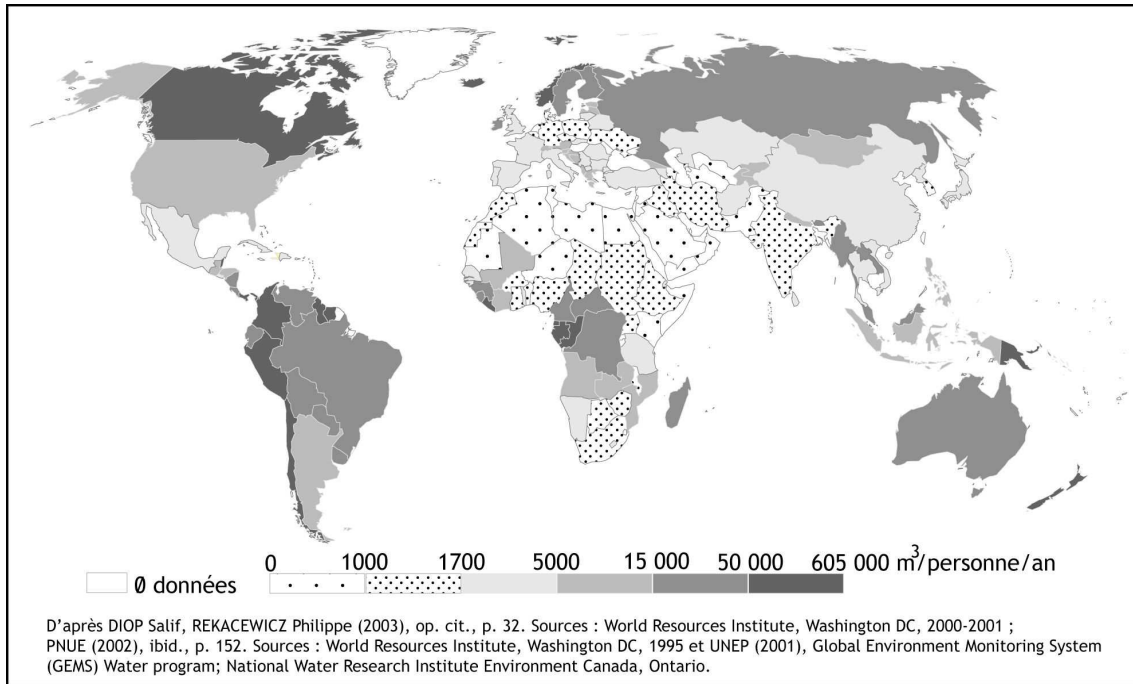 0 1000 1700 5000 15 000 50 000 605 000 m³/personne/an
Ø données
D'après DIOP Salif, REKACEWICZ Philippe (2003), op. cit., p. 32. Sources : World Resources Institute, Washington DC, 2000-2001 ;
PNUE (2002), ibid., p. 152. Sources : World Resources Institute, Washington DC, 1995 et UNEP (2001), Global Environment Monitoring System
(GEMS) Water program; National Water Research Institute Environment Canada, Ontario.